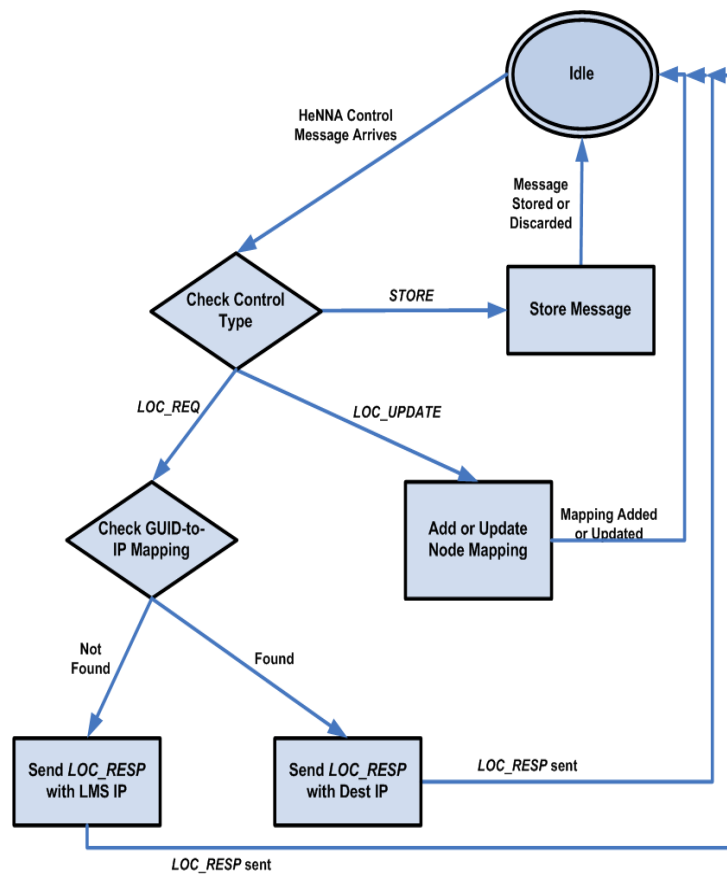 Idle
HeNNA Control
Message Arrives
Message
Stored or
Discarded
Check Control
Type
STORE
Store Message
LOC_REQ
LOC_UPDATE
Check GUID-to-
IP Mapping
Add or Update
Node Mapping
Mapping Added
or Updated
Not
Found
Found
Send LOC_RESP
with LMS IP
Send LOC_RESP
with Dest IP
LOC_RESP sent
LOC_RESP sent